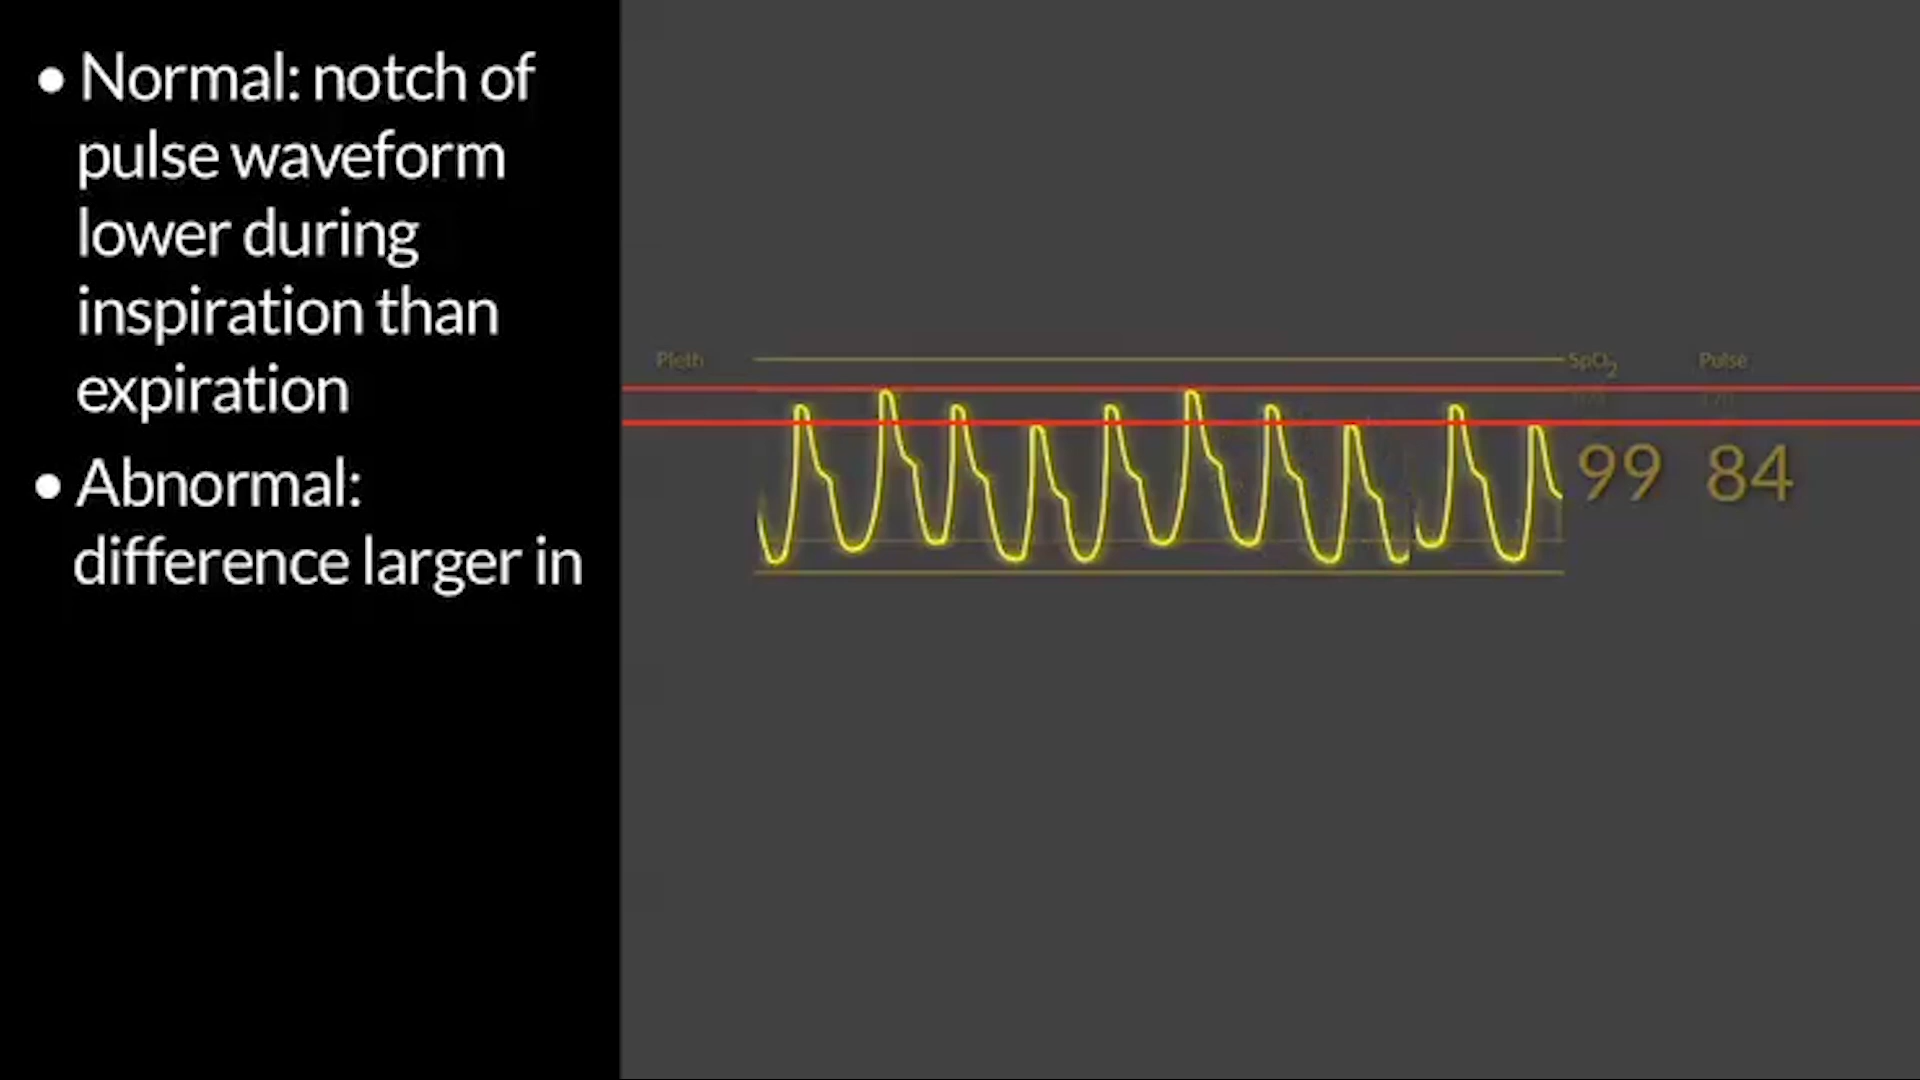 • Normal: notch of
pulse waveform
lower during
inspiration than
expiration
• Abnormal:
difference larger in
Pleth
SpO2
Pulse
99
84